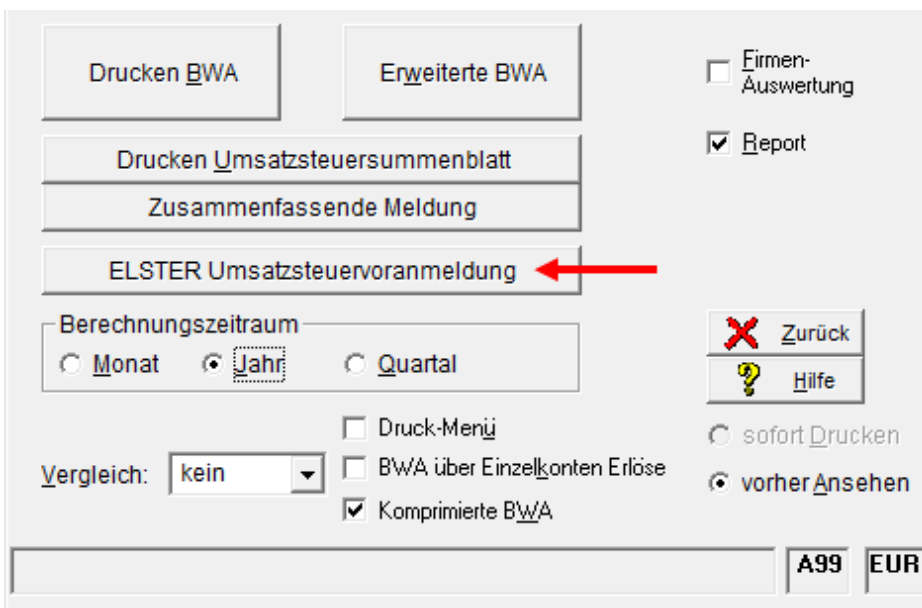 Drucken BWA
Erweiterte BWA
Firmen-
Auswertung
Drucken Umsatzsteuersummenblatt
Report
Zusammenfassende Meldung
ELSTER Umsatzsteuervoranmeldung
Berechnungszeitraum
Monat Jahr Quartal
Zurück
Hilfe
Druck-Menü
sofort Drucken
Vergleich: kein
BWA über Einzelkonten Erlöse
vorher Ansehen
Komprimierte BWA
A99 EUR